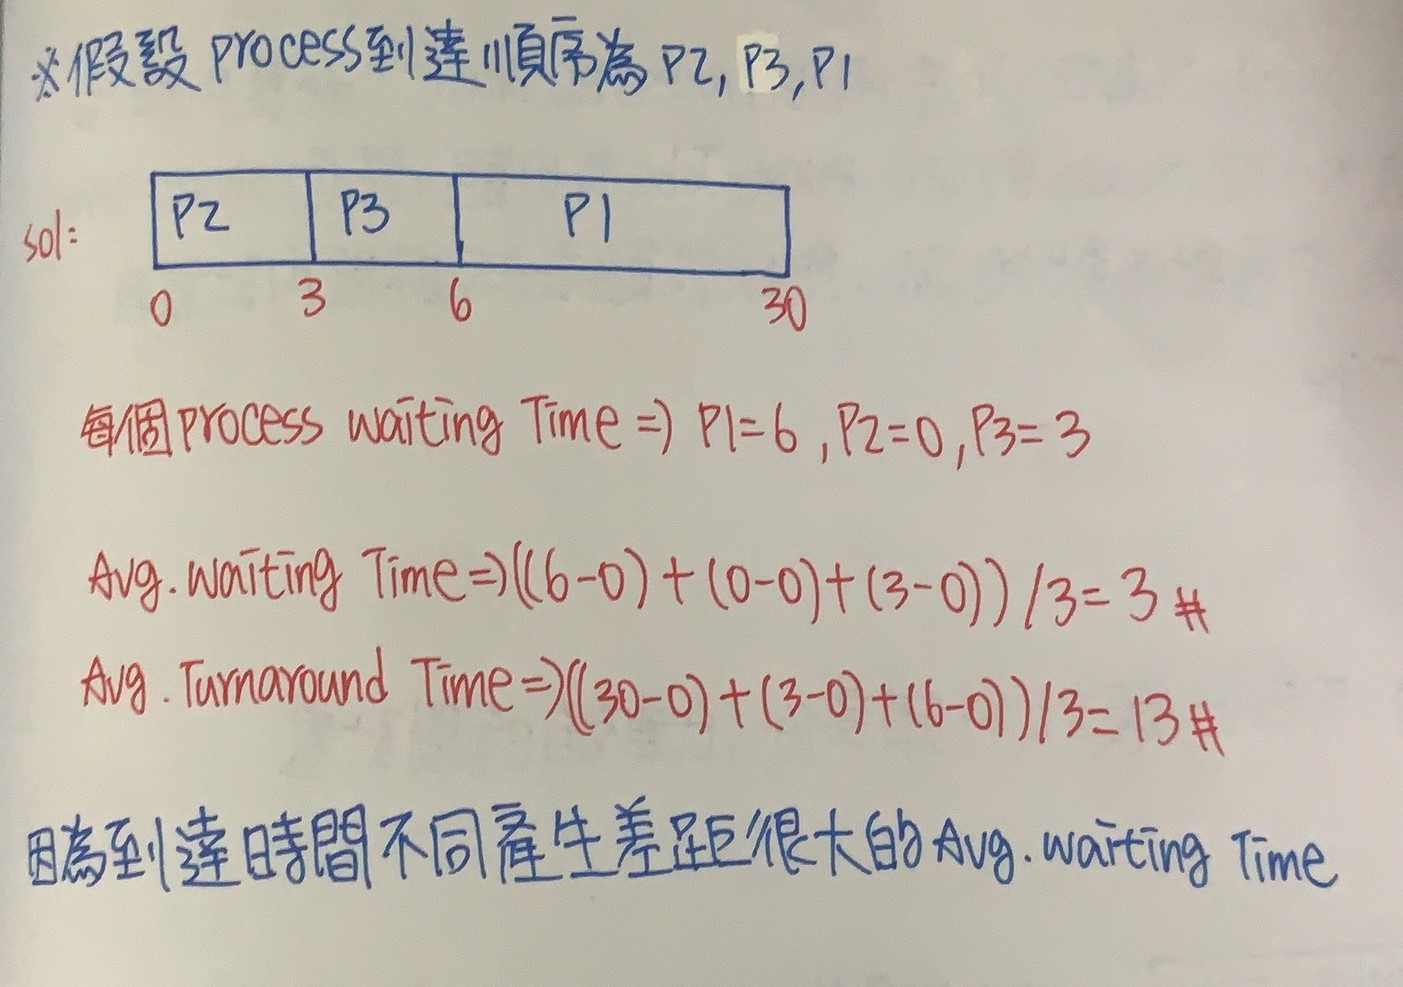 ※假設process到達順序為P2,P3,P1
sol: P2 P3 P1
0 3 6 30
每個process waiting Time => P1=6,P2=0,P3=3
Avg.waiting Time=>((6-0)+(0-0)+(3-0))/3=3#
Avg.Turnaround Time=>((30-0)+(3-0)+(6-0))/3=13#
因為到達時間不同產生差距很大的Avg.waiting Time